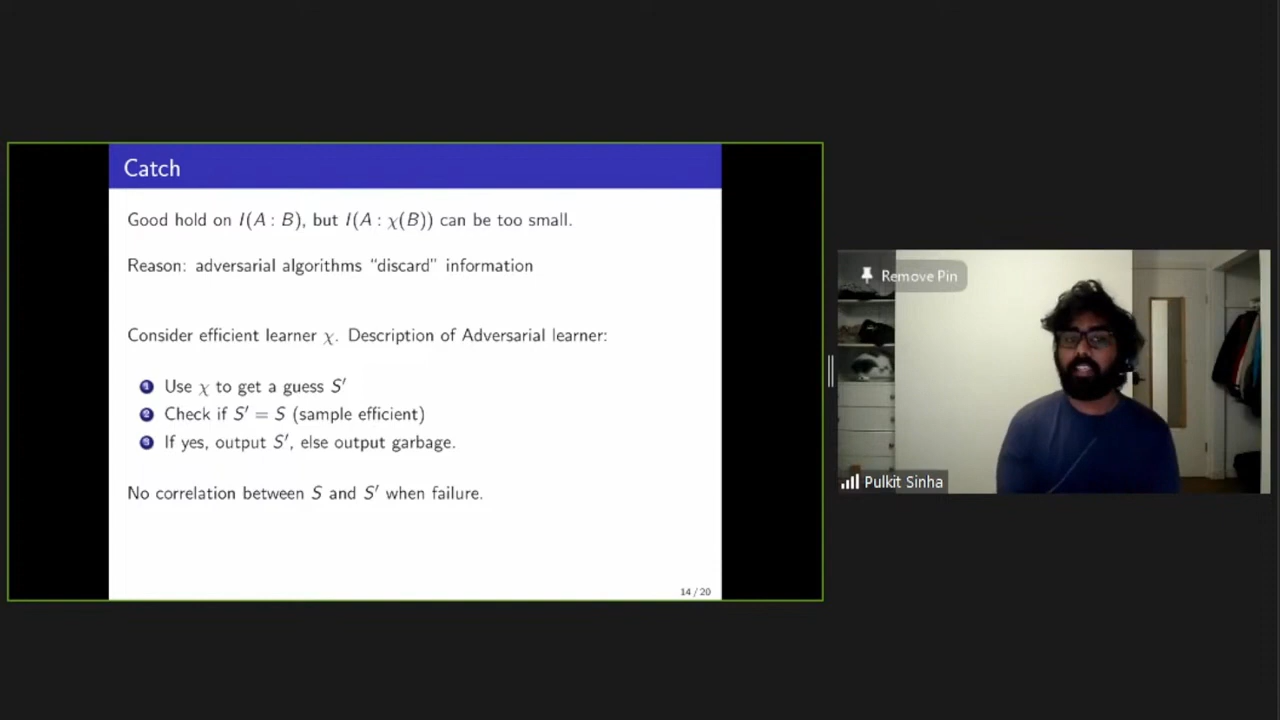 Catch
Good hold on I(A : B), but I(A : χ(B)) can be too small.
Reason: adversarial algorithms “discard” information
Consider efficient learner χ. Description of Adversarial learner:
1 Use χ to get a guess S′
2 Check if S′ = S (sample efficient)
3 If yes, output S′, else output garbage.
No correlation between S and S′ when failure.
14 / 20
Remove Pin
Pulkit Sinha